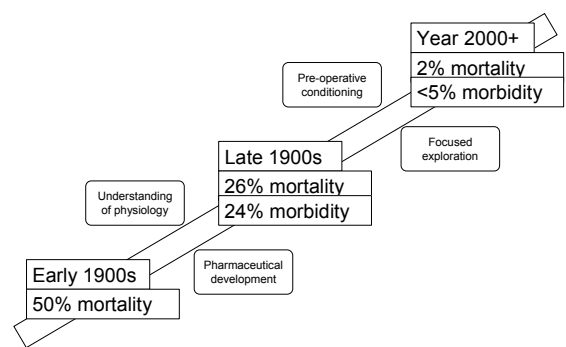 Year 2000+
2% mortality
<5% morbidity
Pre-operative
conditioning
Focused
exploration
Late 1900s
26% mortality
24% morbidity
Understanding
of physiology
Pharmaceutical
development
Early 1900s
50% mortality